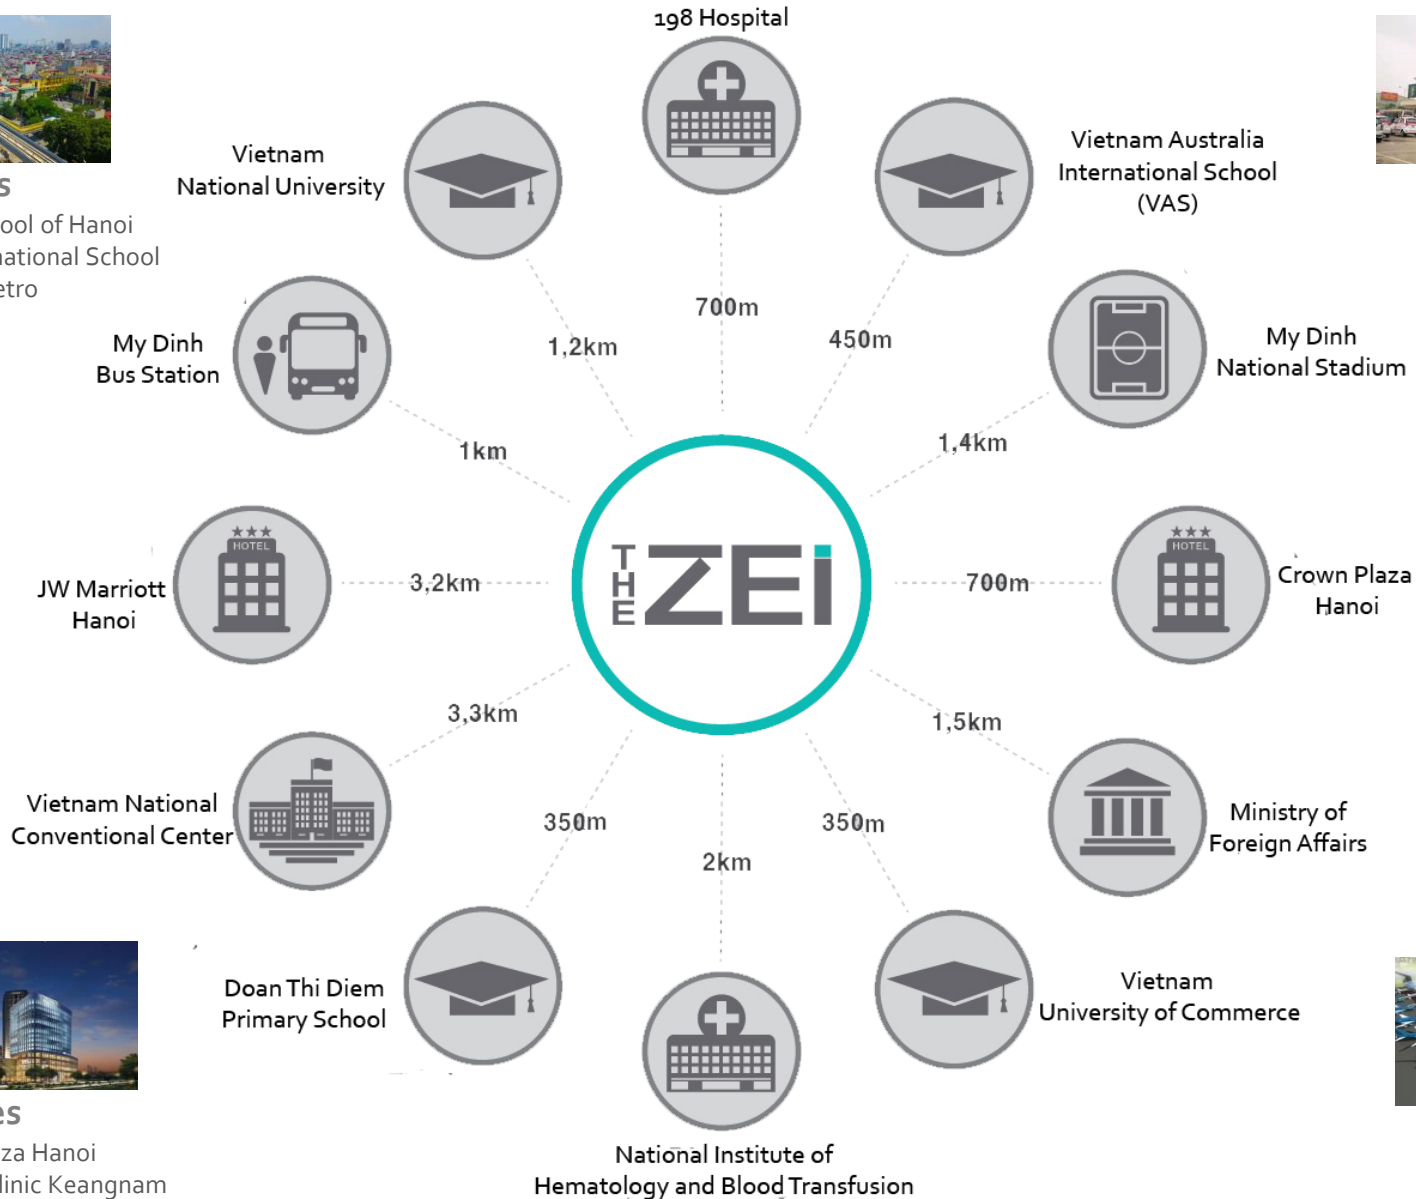 198 Hospital
Vietnam
National University
Vietnam Australia
International School
(VAS)
s
ool of Hanoi
national School
etro
700m
1,2km
450m
My Dinh
Bus Station
My Dinh
National Stadium
1km
1,4km
THE ZEI
HOTEL
JW Marriott
Hanoi
3,2km
700m
HOTEL
Crown Plaza
Hanoi
3,3km
1,5km
Vietnam National
Conventional Center
Ministry of
Foreign Affairs
350m
350m
2km
Doan Thi Diem
Primary School
Vietnam
University of Commerce
es
za Hanoi
linic Keangnam
National Institute of
Hematology and Blood Transfusion